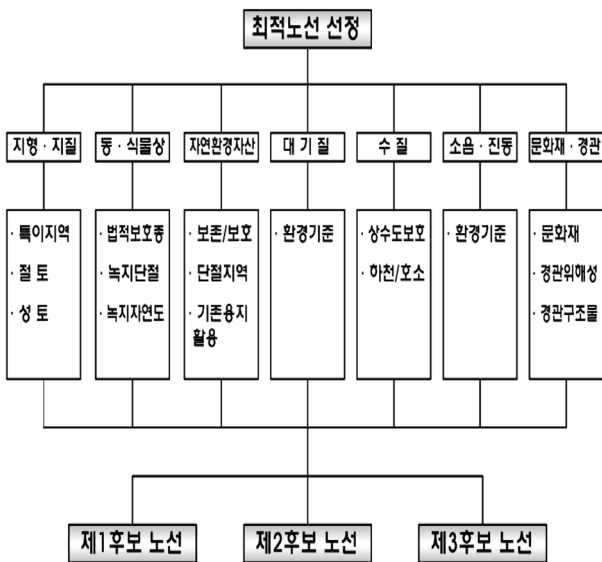 최적노선 선정
지형 · 지질
동 · 식물상
자연환경자산
대 기 질
수 질
소음 · 진동
문화재 · 경관
· 특이지역
· 절 토
· 성 토
· 법적보호종
· 녹지단절
· 녹지자연도
· 보존/보호
· 단절지역
· 기존용지
활용
· 환경기준
· 상수도보호
· 하천/호소
· 환경기준
· 문화재
· 경관위해성
· 경관구조물
제1후보 노선
제2후보 노선
제3후보 노선